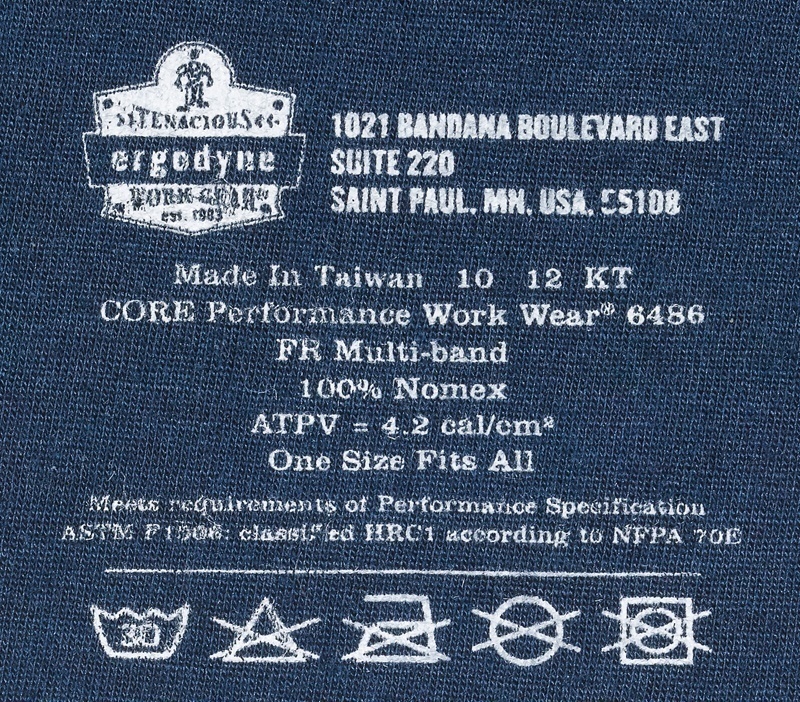 »TENACIOUS«
ergodyne
WORK GEAR™
est. 1983
1021 BANDANA BOULEVARD EAST
SUITE 220
SAINT PAUL, MN, USA, 55108
Made In Taiwan 10 12 KT
CORE Performance Work Wear® 6486
FR Multi-band
100% Nomex
ATPV = 4.2 cal/cm²
One Size Fits All
Meets requirements of Performance Specification
ASTM F1506: classified HRC1 according to NFPA 70E
30